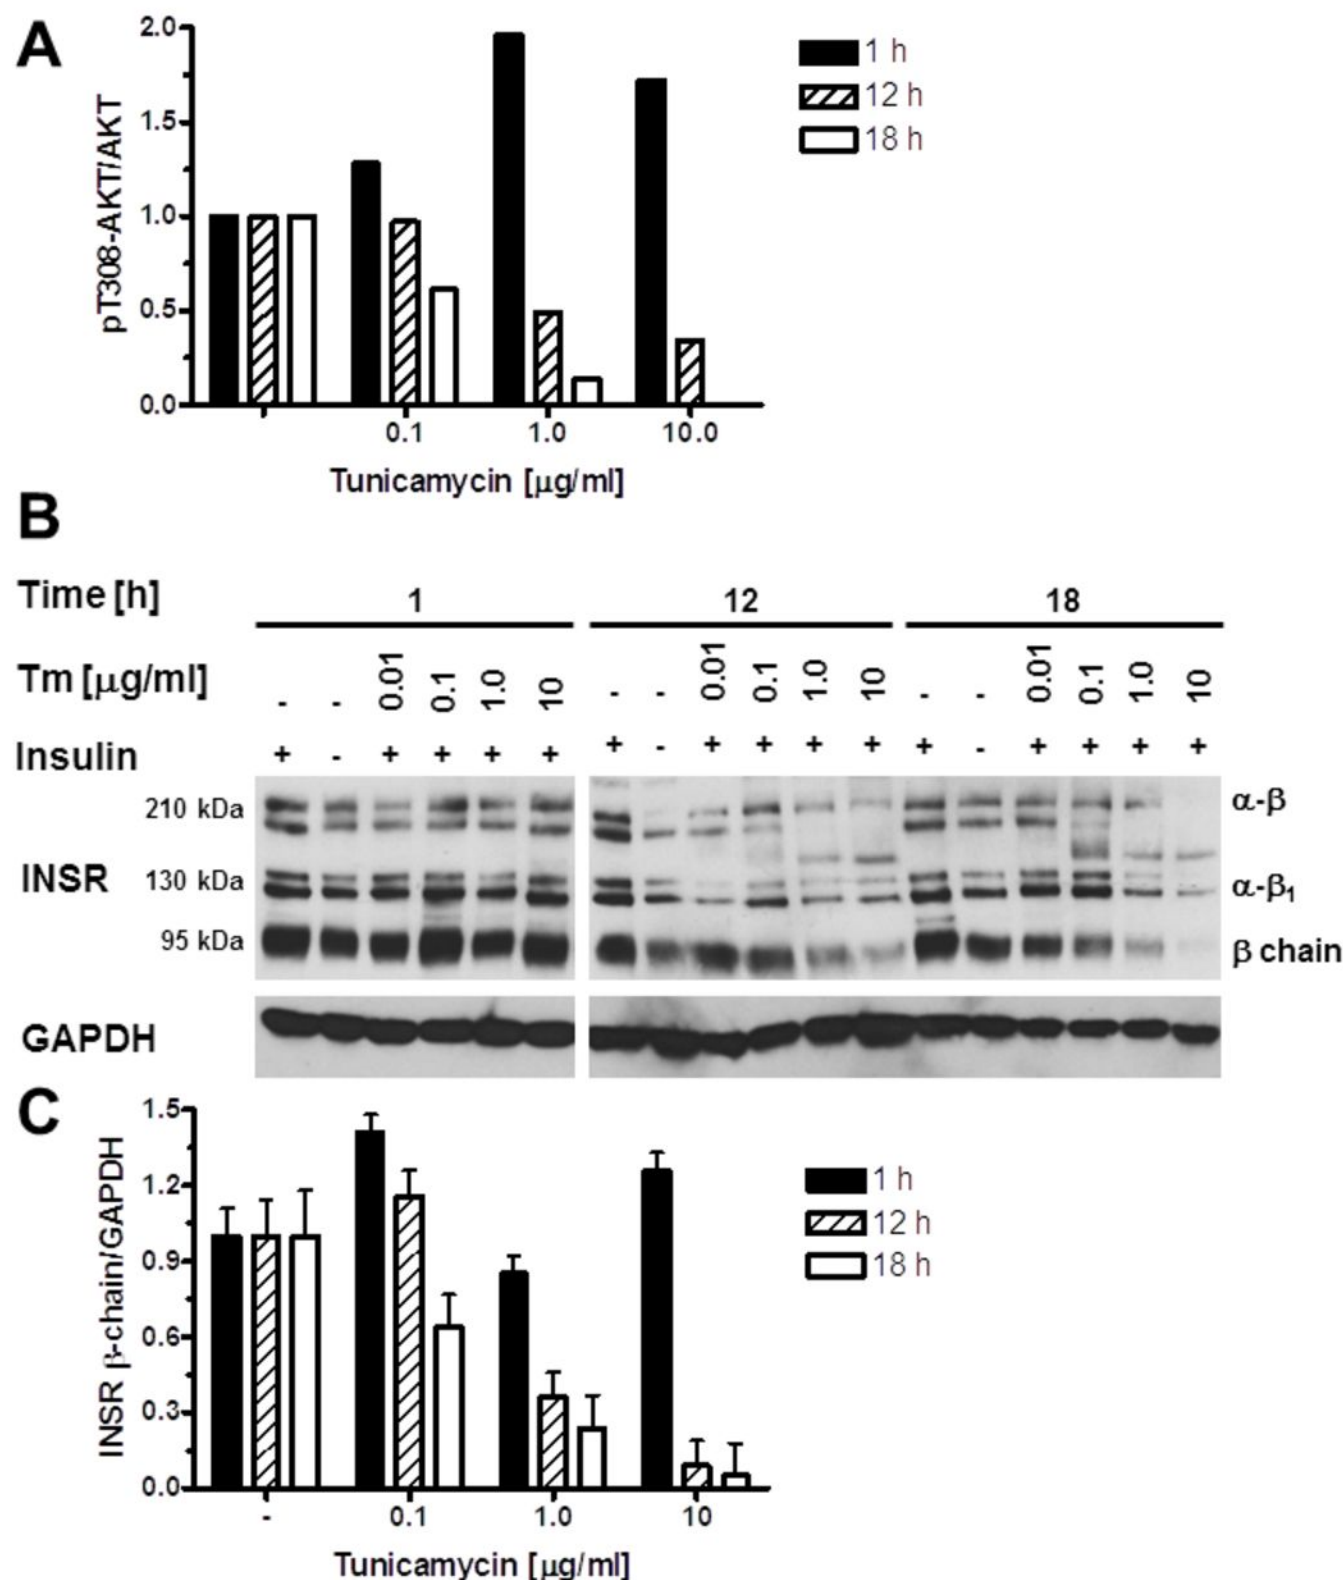 A
2.0
1.5
1.0
0.5
0.0
pT308-AKT/AKT
0.1 1.0 10.0
Tunicamycin [μg/ml]
1 h
12 h
18 h
B
Time [h] 1 12 18
Tm [μg/ml] - - 0.01 0.1 1.0 10 - - 0.01 0.1 1.0 10 - - 0.01 0.1 1.0 10
Insulin + - + + + + + - + + + + + - + + + +
210 kDa α-β
INSR 130 kDa α-β₁
95 kDa β chain
GAPDH
C
1.5
1.2
0.9
0.6
0.3
0.0
INSR β-chain/GAPDH
- 0.1 1.0 10
Tunicamycin [μg/ml]
1 h
12 h
18 h